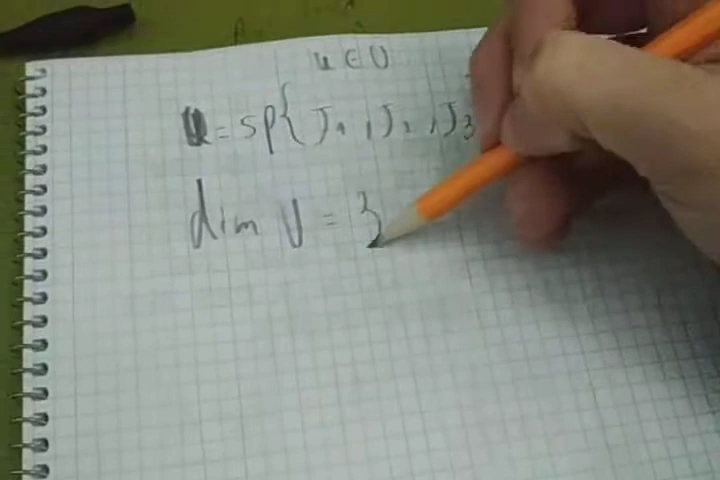 u ∈ U
U = sp{ J₁, J₂, J₃
dim U = 3